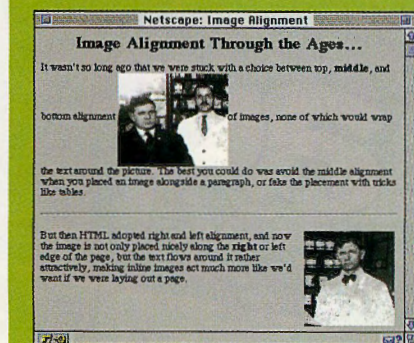 Netscape: Image Alignment
Image Alignment Through the Ages...
It wasn't so long ago that we were stuck with a choice between top, middle, and
bottom alignment of images, none of which would wrap
the text around the picture. The best you could do was avoid the middle alignment
when you placed an image alongside a paragraph, or fake the placement with tricks
like tables.
But then HTML adopted right and left alignment, and now
the image is not only placed nicely along the right or left
edge of the page, but the text flows around it rather
attractively, making inline images act much more like we'd
want if we were laying out a page.
?